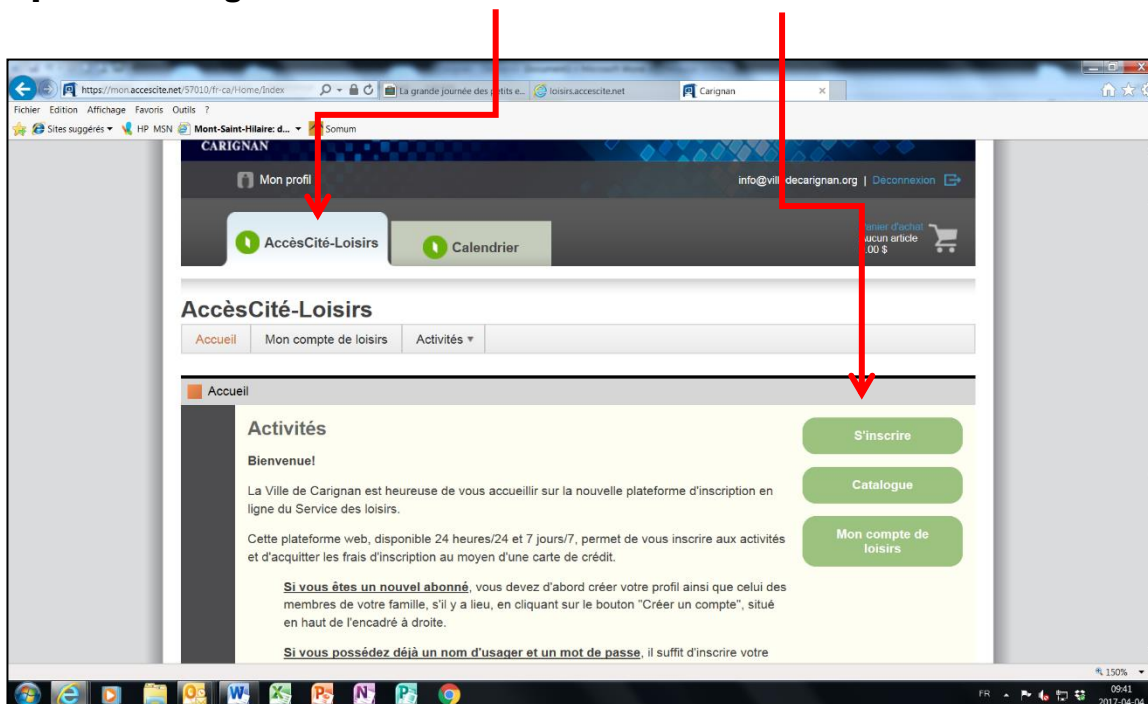 https://mon.accescite.net/57010/fr-ca/Home/Index
La grande journée des petits e...
loisirs.accescite.net
Carignan
Fichier Edition Affichage Favoris Outils ?
Sites suggérés HP MSN Mont-Saint-Hilaire: d... Somum
CARIGNAN
Mon profil
Déconnexion
AccèsCité-Loisirs
Calendrier
AccèsCité-Loisirs
Accueil Mon compte de loisirs Activités
Accueil
Activités
Bienvenue!
La Ville de Carignan est heureuse de vous accueillir sur la nouvelle plateforme d'inscription en
ligne du Service des loisirs.
Cette plateforme web, disponible 24 heures/24 et 7 jours/7, permet de vous inscrire aux activités
et d'acquitter les frais d'inscription au moyen d'une carte de crédit.
Si vous êtes un nouvel abonné, vous devez d'abord créer votre profil ainsi que celui des
membres de votre famille, s'il y a lieu, en cliquant sur le bouton "Créer un compte", situé
en haut de l'encadré à droite.
Si vous possédez déjà un nom d'usager et un mot de passe, il suffit d'inscrire votre
S'inscrire
Catalogue
Mon compte de
loisirs
150%
FR
09:41
2017-04-04